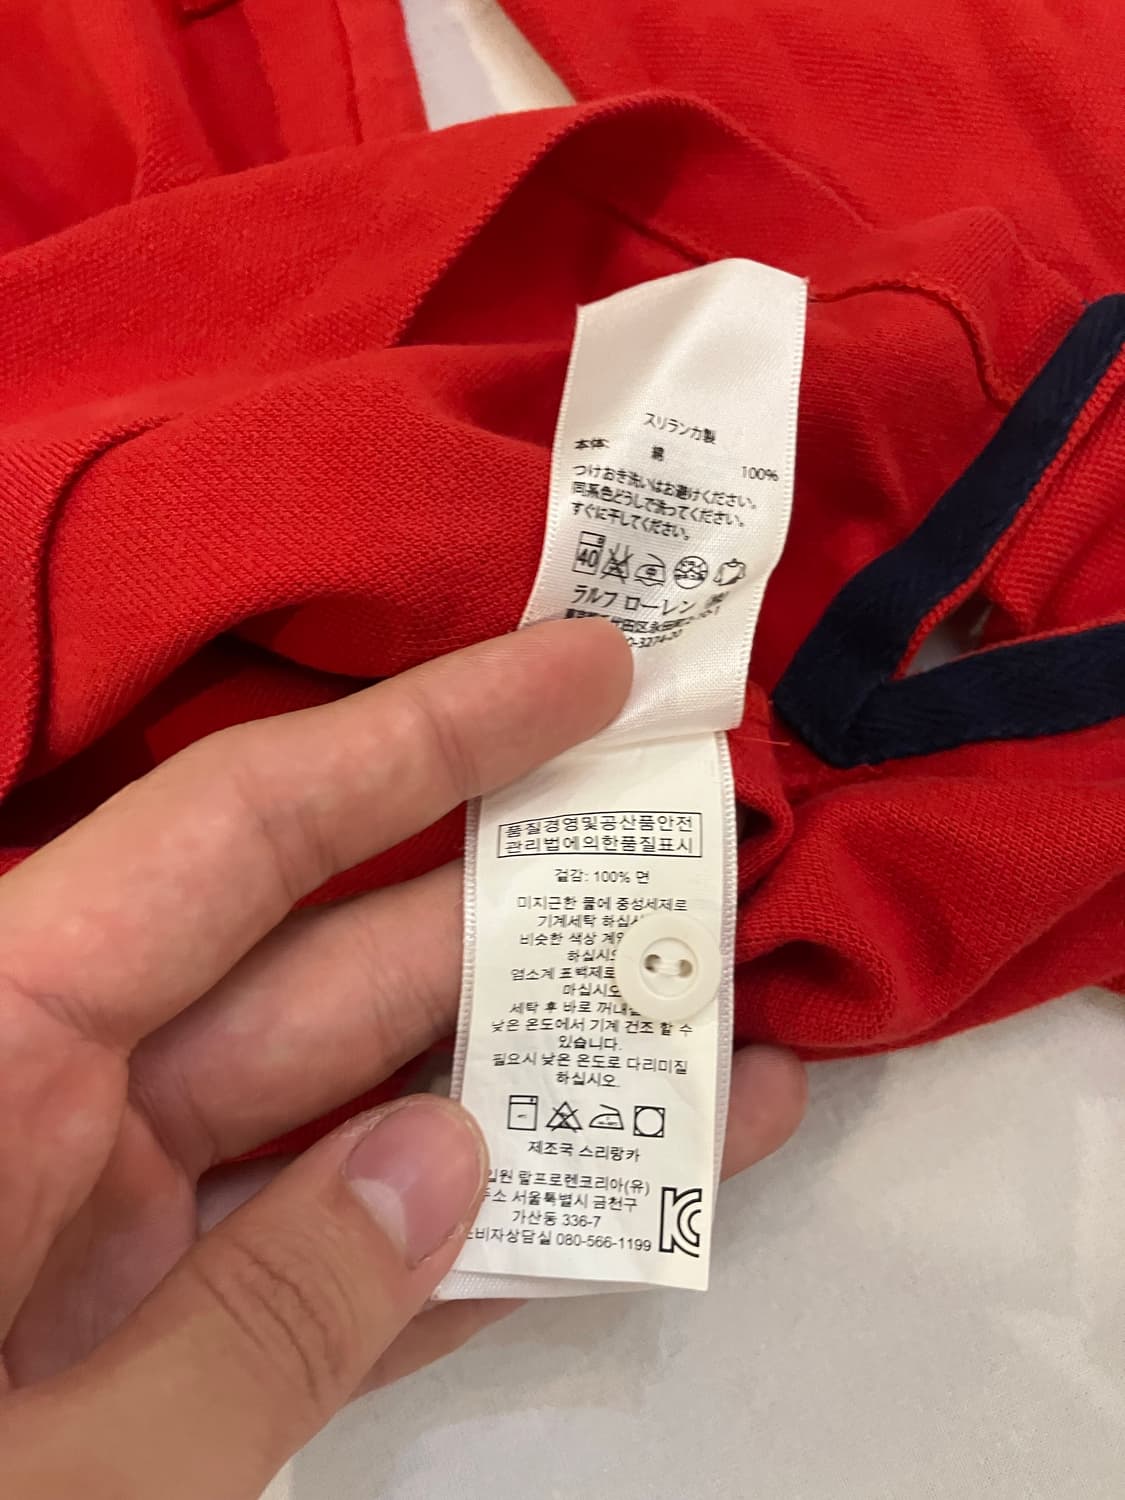 スリランカ製
本体: 綿 100%
つけおき洗いはお避けください。
同系色どうしで洗ってください。
すぐに干してください。
40
ラルフ ローレン
품질경영및공산품안전
관리법에의한품질표시
겉감: 100% 면
미지근한 물에 중성세제로
기계세탁 하십시
비슷한 색상
하십시오
염소계 표백제로
마십시오
세탁 후 바로
낮은 온도에서 기계 건조 할 수
있습니다.
필요시 낮은 온도로 다리미질
하십시오.
제조국 스리랑카
랄프로렌코리아(유)
서울특별시 금천구
가산동 336-7
비자상담실 080-566-1199
KC